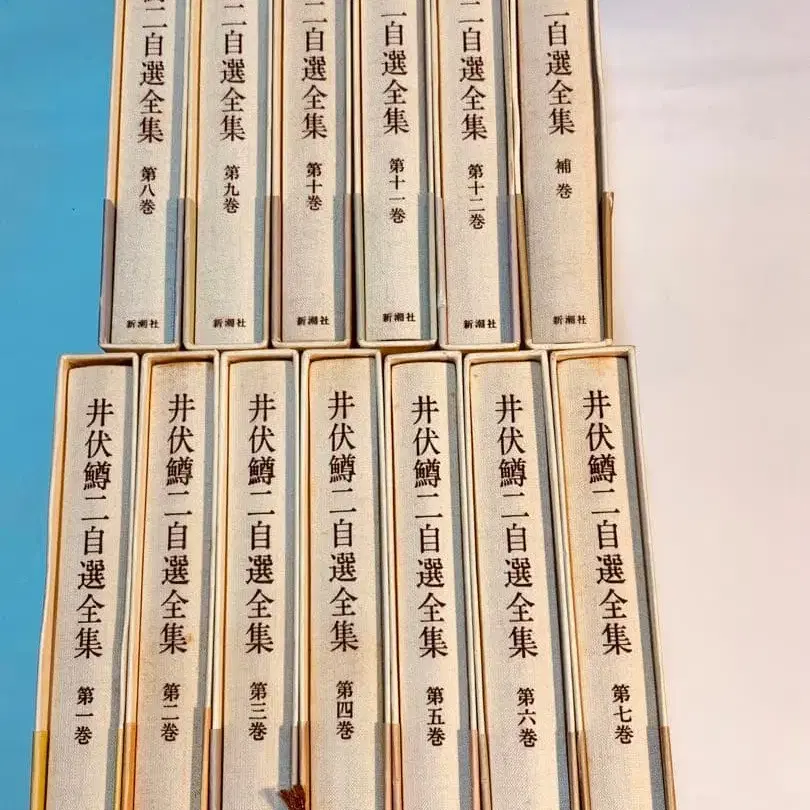 二自選全集 第八巻 新潮社
二自選全集 第九巻 新潮社
二自選全集 第十巻 新潮社
自選全集 第十一巻 新潮社
二自選全集 第十二巻 新潮社
自選全集 補巻 新潮社
井伏鱒二自選全集 第一巻
井伏鱒二自選全集 第二巻
井伏鱒二自選全集 第三巻
井伏鱒二自選全集 第四巻
井伏鱒二自選全集 第五巻
井伏鱒二自選全集 第六巻
井伏鱒二自選全集 第七巻